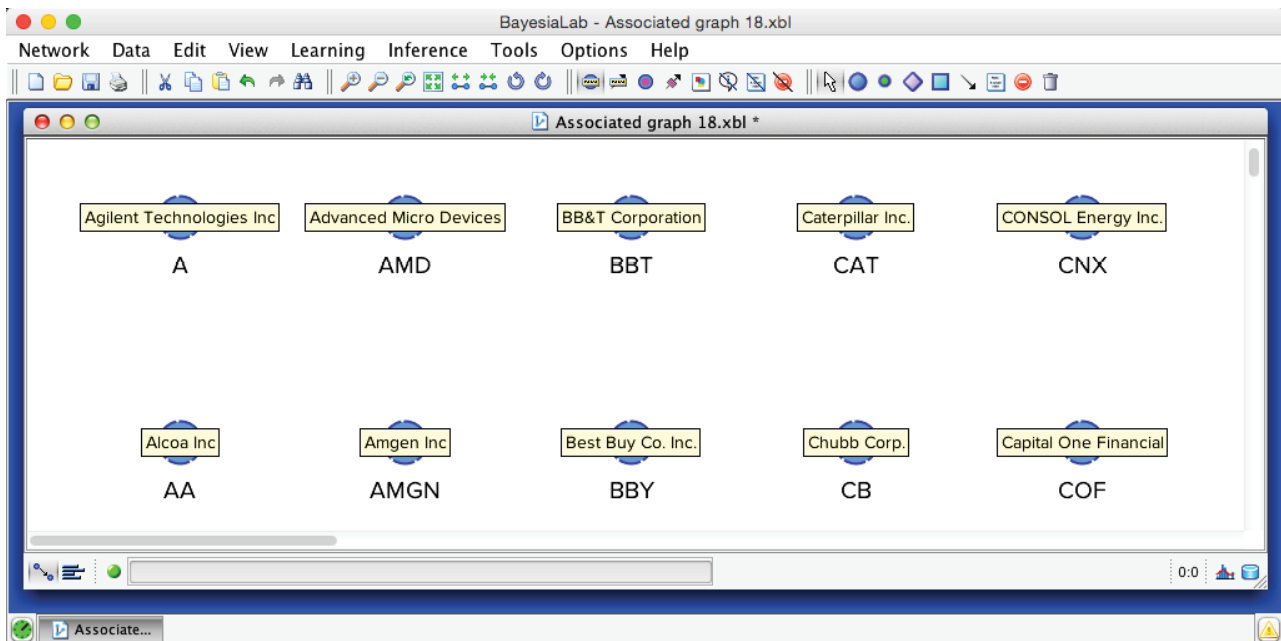 BayesiaLab - Associated graph 18.xbl
Network Data Edit View Learning Inference Tools Options Help
Associated graph 18.xbl *
Agilent Technologies Inc Advanced Micro Devices BB&T Corporation Caterpillar Inc. CONSOL Energy Inc.
A AMD BBT CAT CNX
Alcoa Inc Amgen Inc Best Buy Co. Inc. Chubb Corp. Capital One Financial
AA AMGN BBY CB COF
0:0
Associate...